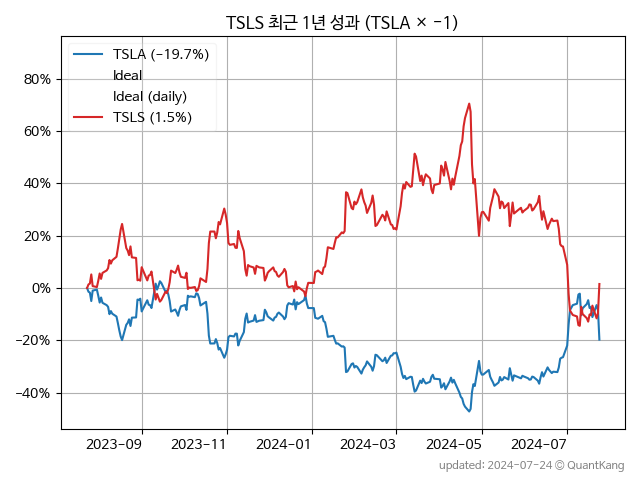 TSLS 최근 1년 성과 (TSLA × −1)
TSLA (−19.7%)
Ideal
Ideal (daily)
TSLS (1.5%)
80%
60%
40%
20%
0%
−20%
−40%
2023-09 2023-11 2024-01 2024-03 2024-05 2024-07
updated: 2024-07-24 © QuantKang